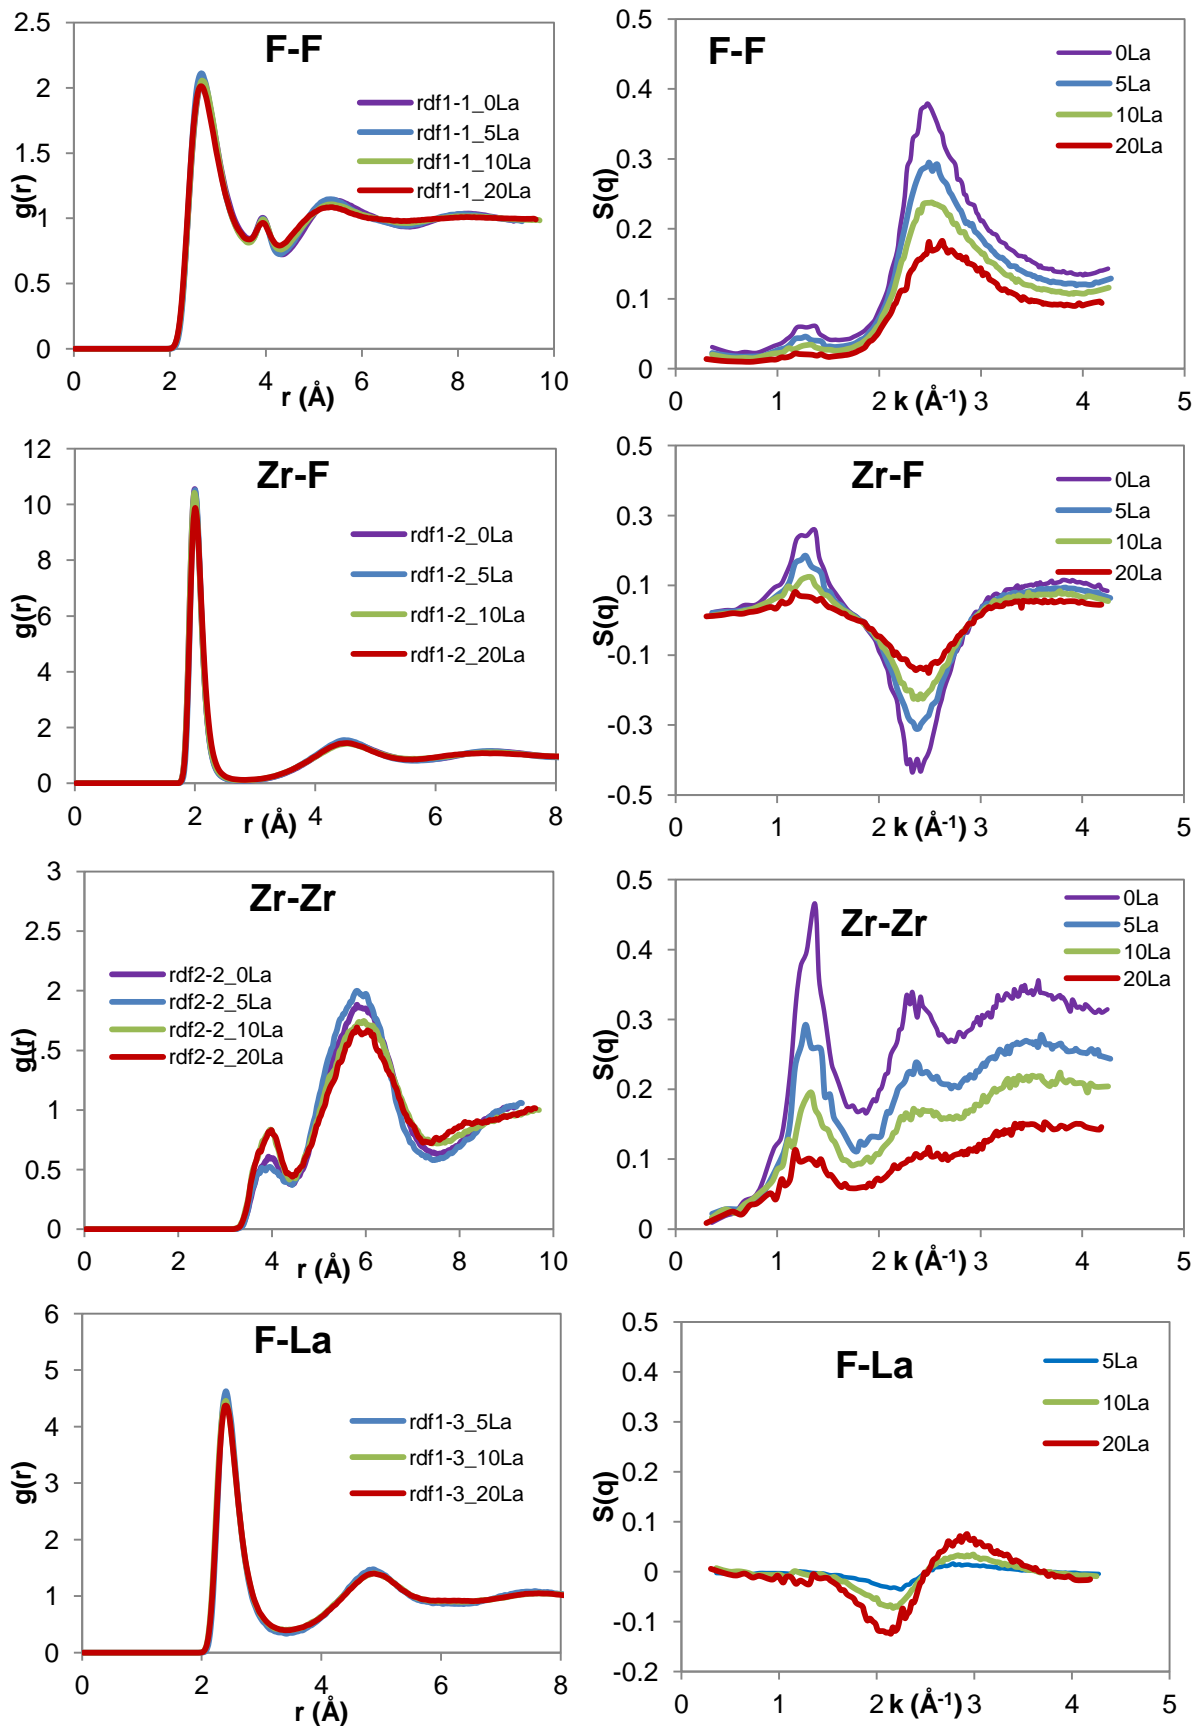 F-F
2.5
2
1.5
1
0.5
0
g(r)
rdf1-1_0La
rdf1-1_5La
rdf1-1_10La
rdf1-1_20La
0 2 4 6 8 10
r (Å)
F-F
0.5
0.4
0.3
0.2
0.1
0
S(q)
0La
5La
10La
20La
0 1 2 3 4 5
k (Å-1)
Zr-F
12
10
8
6
4
2
0
g(r)
rdf1-2_0La
rdf1-2_5La
rdf1-2_10La
rdf1-2_20La
0 2 4 6 8
r (Å)
Zr-F
0.5
0.3
0.1
-0.1
-0.3
-0.5
S(q)
0La
5La
10La
20La
0 1 2 3 4 5
k (Å-1)
Zr-Zr
3
2.5
2
1.5
1
0.5
0
g(r)
rdf2-2_0La
rdf2-2_5La
rdf2-2_10La
rdf2-2_20La
0 2 4 6 8 10
r (Å)
Zr-Zr
0.5
0.4
0.3
0.2
0.1
0
S(q)
0La
5La
10La
20La
0 1 2 3 4 5
k (Å-1)
F-La
6
5
4
3
2
1
0
g(r)
rdf1-3_5La
rdf1-3_10La
rdf1-3_20La
0 2 4 6 8
r (Å)
F-La
0.5
0.4
0.3
0.2
0.1
0
-0.1
-0.2
S(q)
5La
10La
20La
0 1 2 3 4 5
k (Å-1)